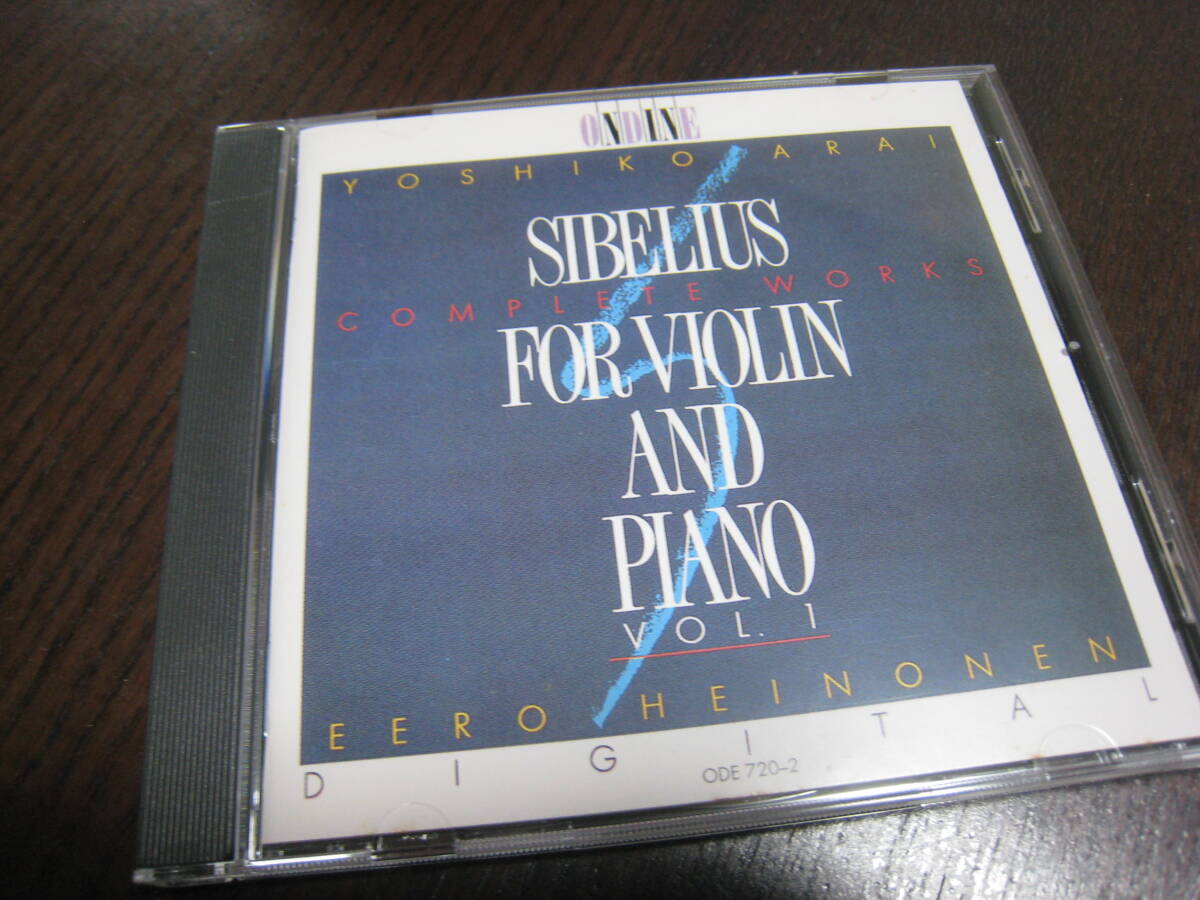 ONDINE
YOSHIKO ARAI
SIBELIUS
COMPLETE WORKS
FOR VIOLIN
AND
PIANO
VOL. 1
EERO HEINONEN
DIGITAL
ODE 720-2